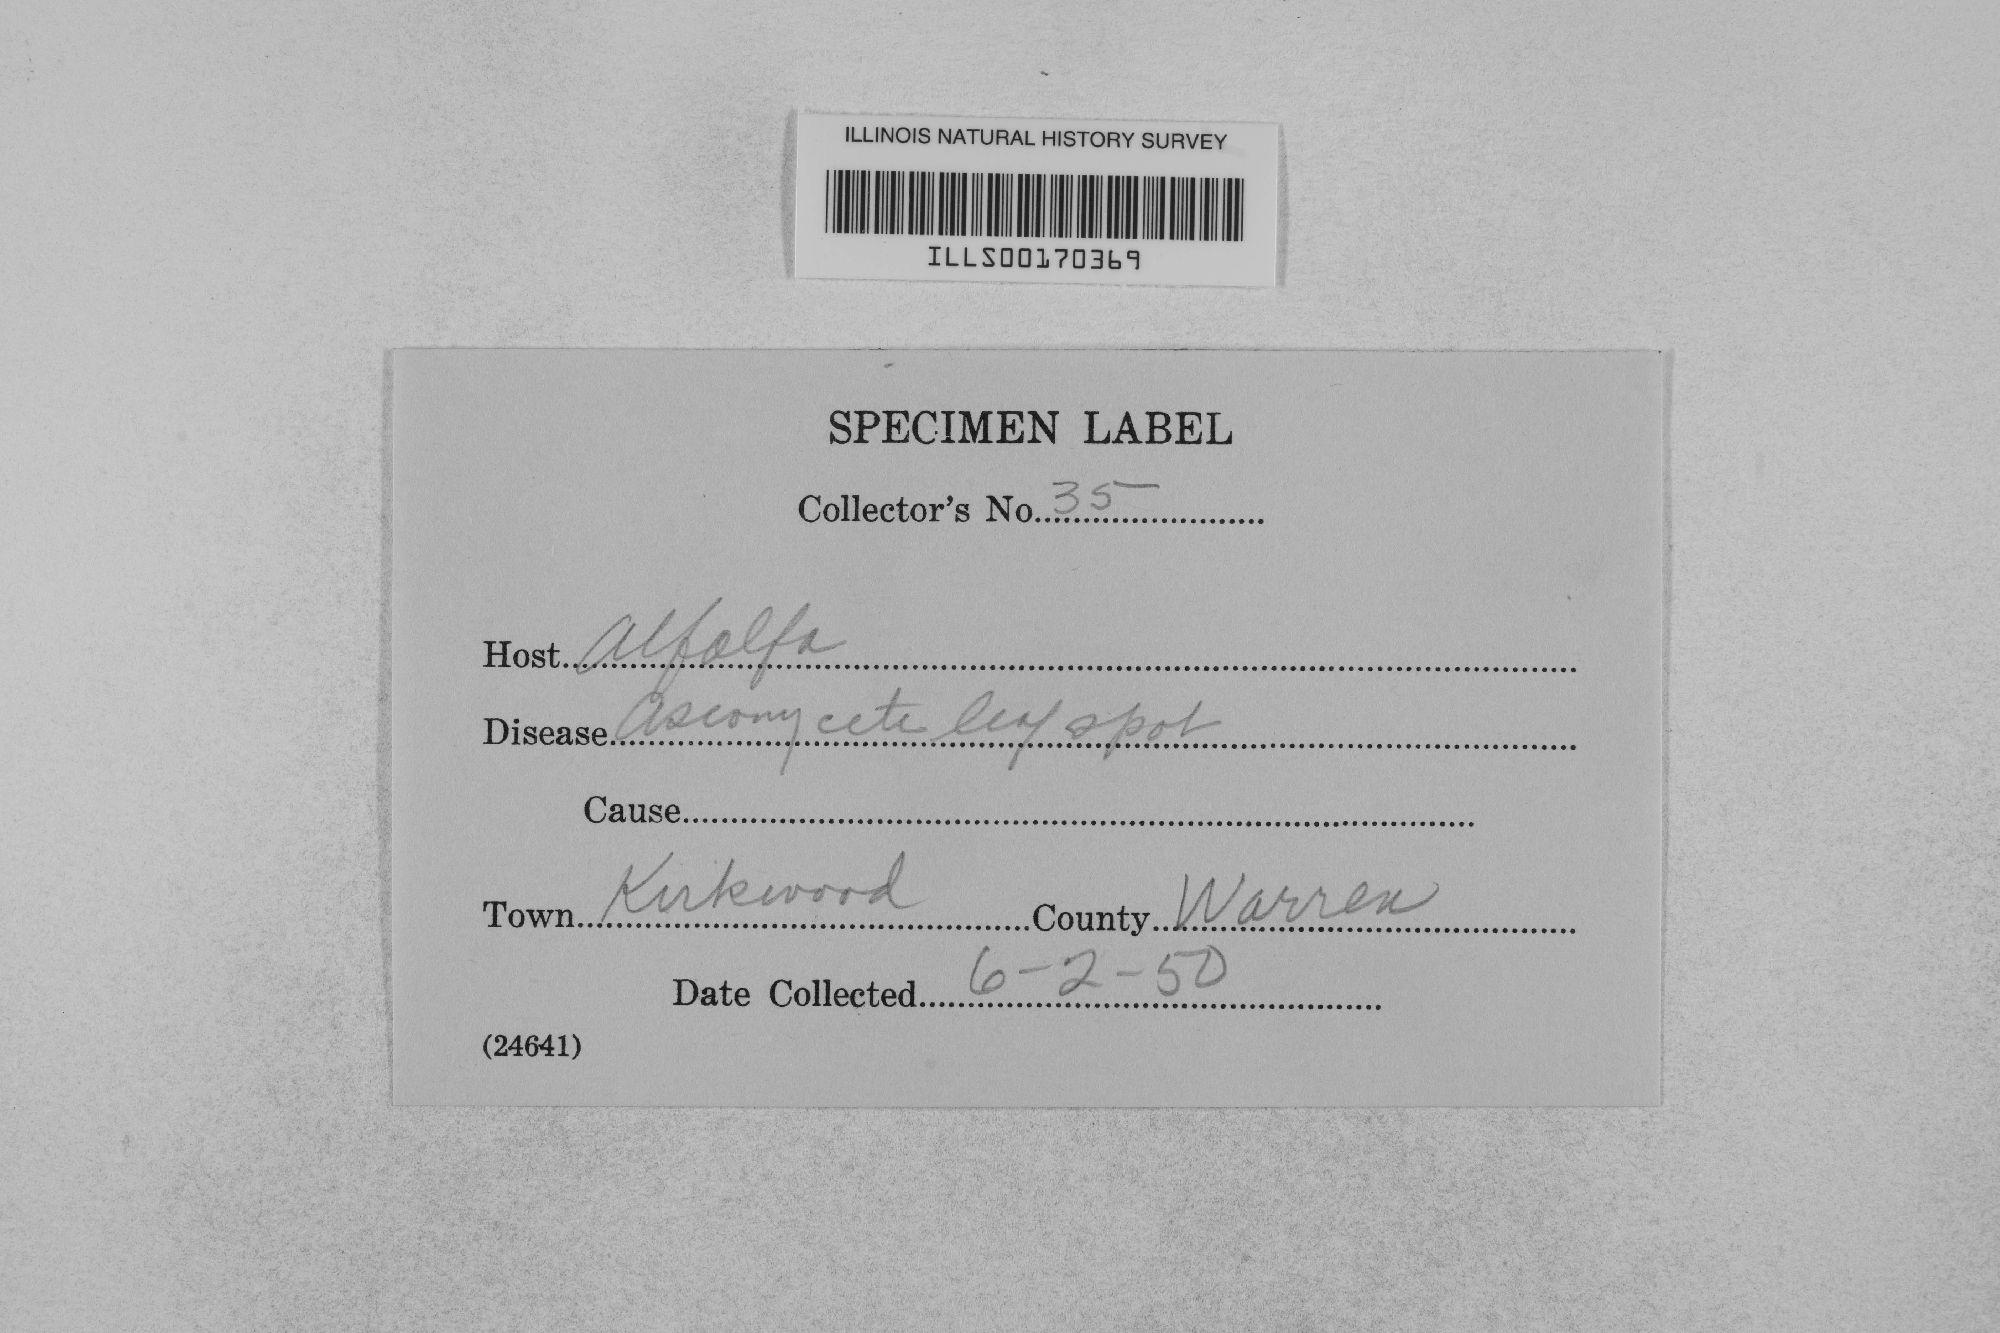 ILLINOIS NATURAL HISTORY SURVEY
ILLS00170369
SPECIMEN LABEL
Collector's No. 35
Host Alfalfa
Disease Ascomycete leaf spot
Cause
Town Kirkwood County Warren
Date Collected 6-2-50
(24641)